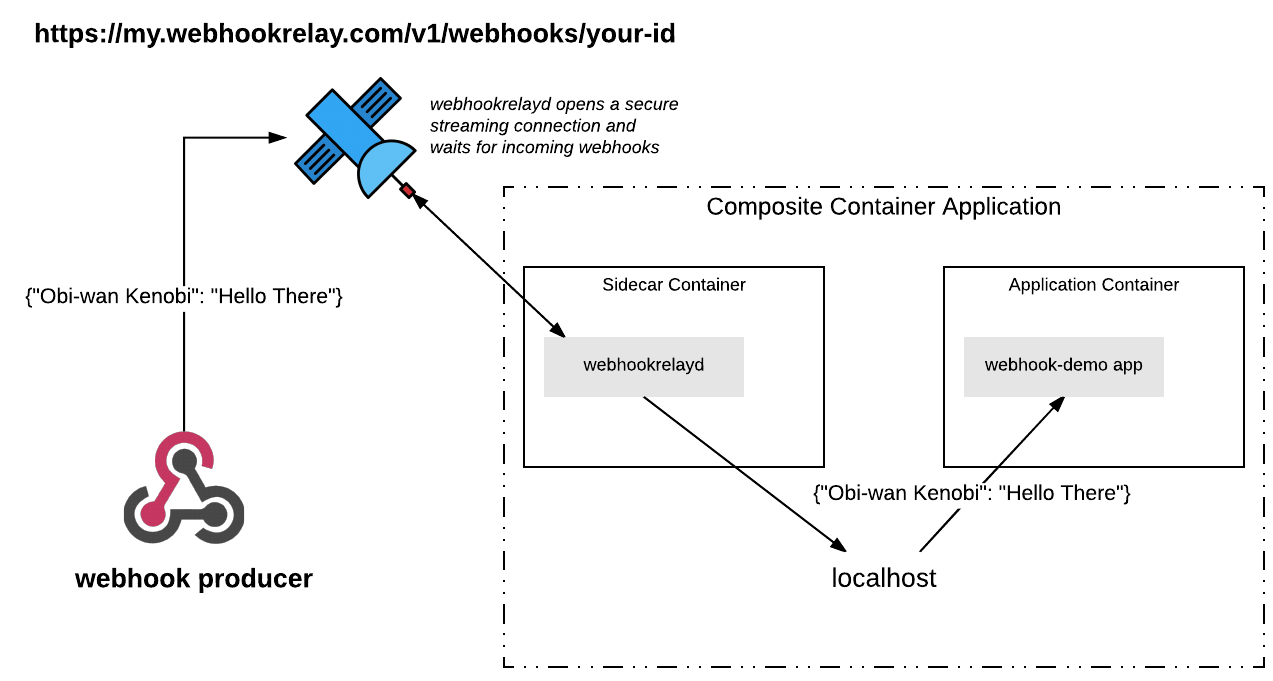 https://my.webhookrelay.com/v1/webhooks/your-id
webhookrelayd opens a secure
streaming connection and
waits for incoming webhooks
Composite Container Application
Sidecar Container
Application Container
{"Obi-wan Kenobi": "Hello There"}
webhookrelayd
webhook-demo app
{"Obi-wan Kenobi": "Hello There"}
webhook producer
localhost